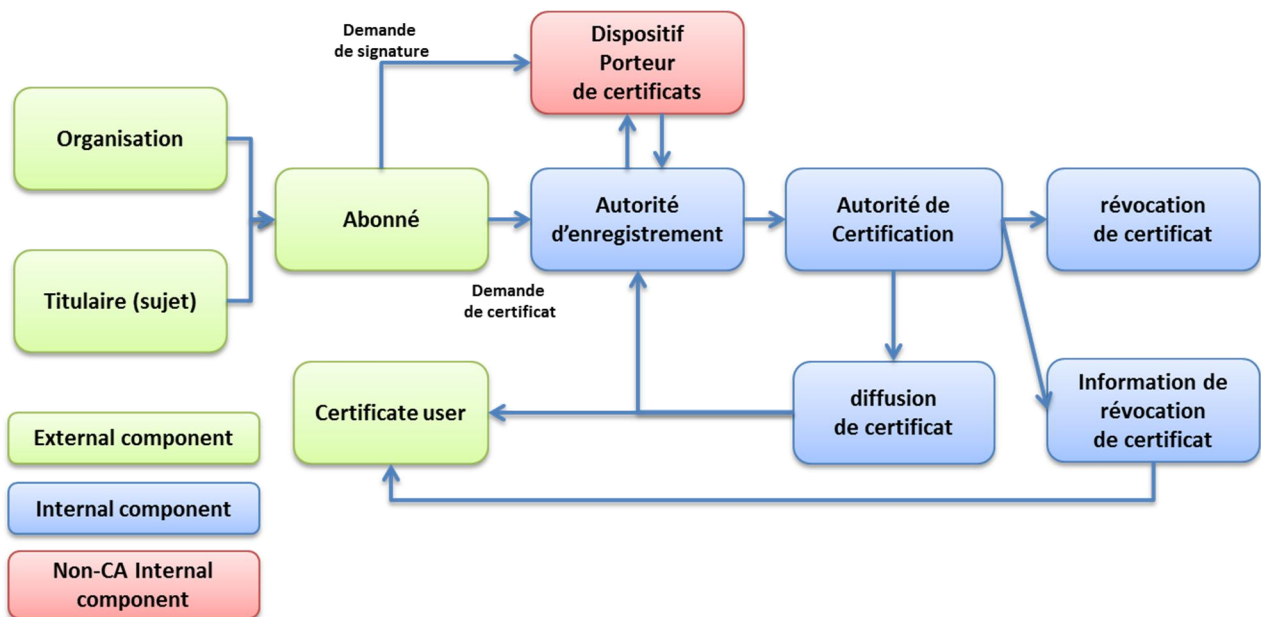 Demande
de signature
Dispositif
Porteur
de certificats
Organisation
Abonné
Autorité
d'enregistrement
Autorité de
Certification
révocation
de certificat
Titulaire (sujet)
Demande
de certificat
Certificate user
diffusion
de certificat
Information de
révocation
de certificat
External component
Internal component
Non-CA Internal
component